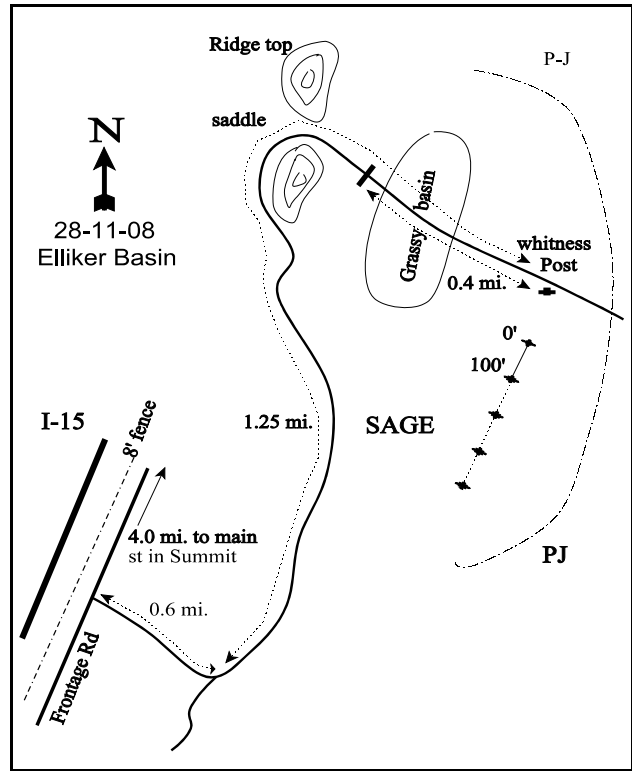 Ridge top
P-J
saddle
N
28-11-08
Elliker Basin
Grassy basin
whitness
Post
0.4 mi.
0'
100'
I-15
8' fence
1.25 mi.
SAGE
4.0 mi. to main
st in Summit
PJ
0.6 mi.
Frontage Rd